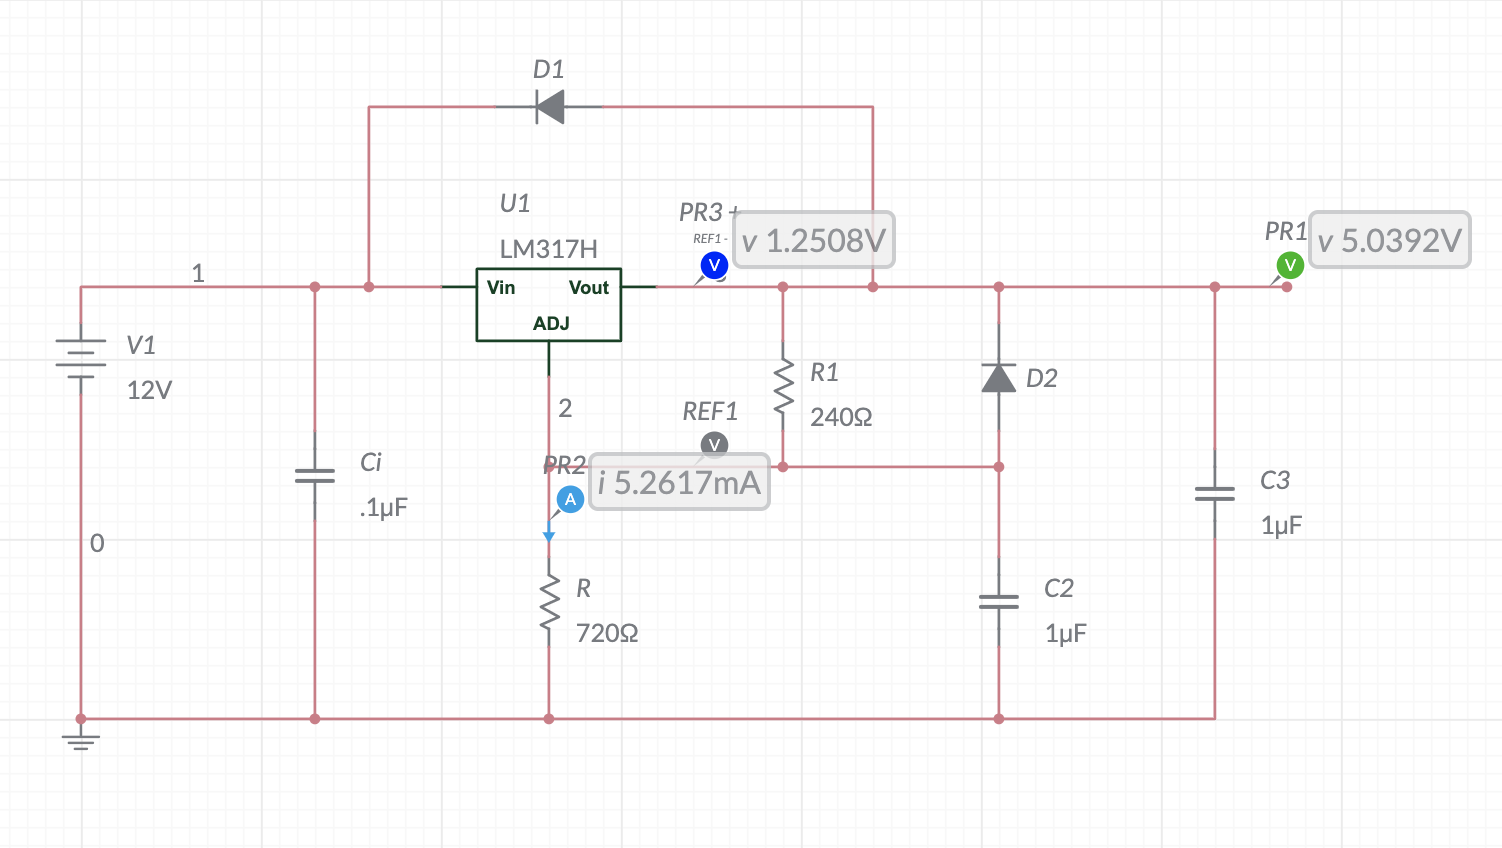 D1
U1
LM317H
PR3 +
REF1 -
v 1.2508V
PR1
v 5.0392V
V
V
1
Vin
Vout
ADJ
V1
12V
R1
240Ω
D2
2
REF1
V
Ci
.1µF
PR2
i 5.2617mA
A
C3
1µF
0
R
720Ω
C2
1µF